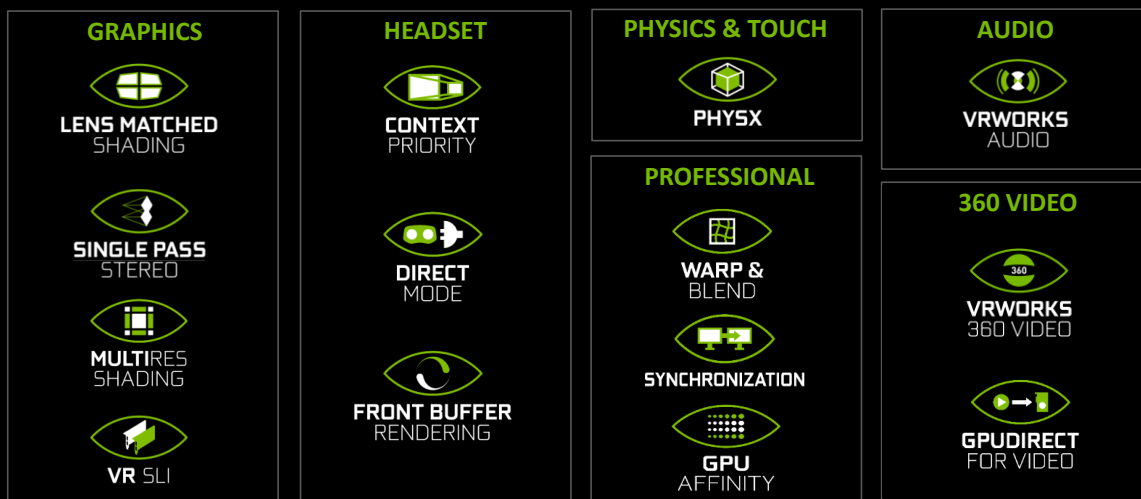 GRAPHICS
LENS MATCHED
SHADING
SINGLE PASS
STEREO
MULTIRES
SHADING
VR SLI
HEADSET
CONTEXT
PRIORITY
DIRECT
MODE
FRONT BUFFER
RENDERING
PHYSICS & TOUCH
PHYSX
PROFESSIONAL
WARP &
BLEND
SYNCHRONIZATION
GPU
AFFINITY
AUDIO
VRWORKS
AUDIO
360 VIDEO
360
VRWORKS
360 VIDEO
GPUDIRECT
FOR VIDEO